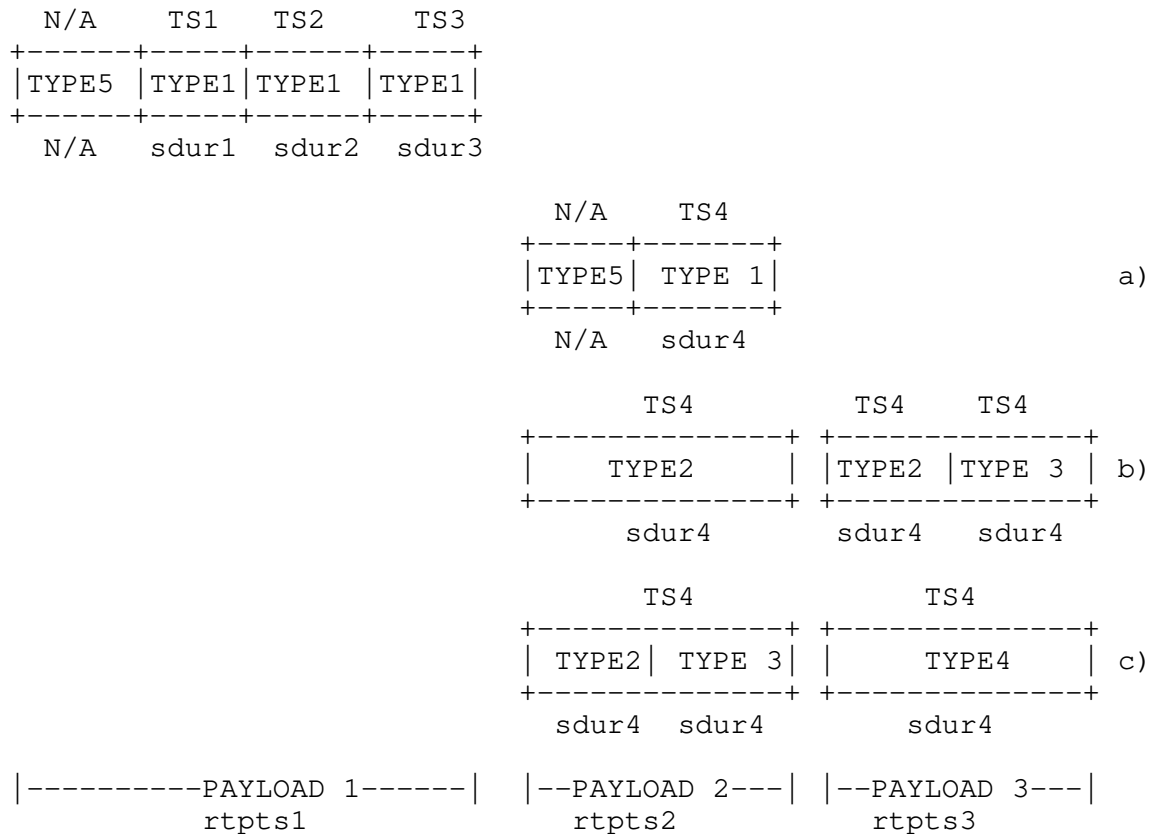 N/A     TS1    TS2      TS3
+------+-----+------+-----+
|TYPE5 |TYPE1|TYPE1 |TYPE1|
+------+-----+------+-----+
  N/A   sdur1  sdur2  sdur3
                               N/A     TS4
                             +-----+-------+
                             |TYPE5| TYPE 1|                   a)
                             +-----+-------+
                               N/A   sdur4
                                    TS4         TS4    TS4
                             +--------------+ +--------------+
                             |    TYPE2     | |TYPE2 |TYPE 3 | b)
                             +--------------+ +--------------+
                                   sdur4       sdur4   sdur4
                                    TS4             TS4
                             +--------------+ +--------------+
                             | TYPE2| TYPE 3| |     TYPE4    | c)
                             +--------------+ +--------------+
                               sdur4  sdur4        sdur4
|----------PAYLOAD 1------|  |--PAYLOAD 2---| |--PAYLOAD 3---|
           rtpts1               rtpts2           rtpts3